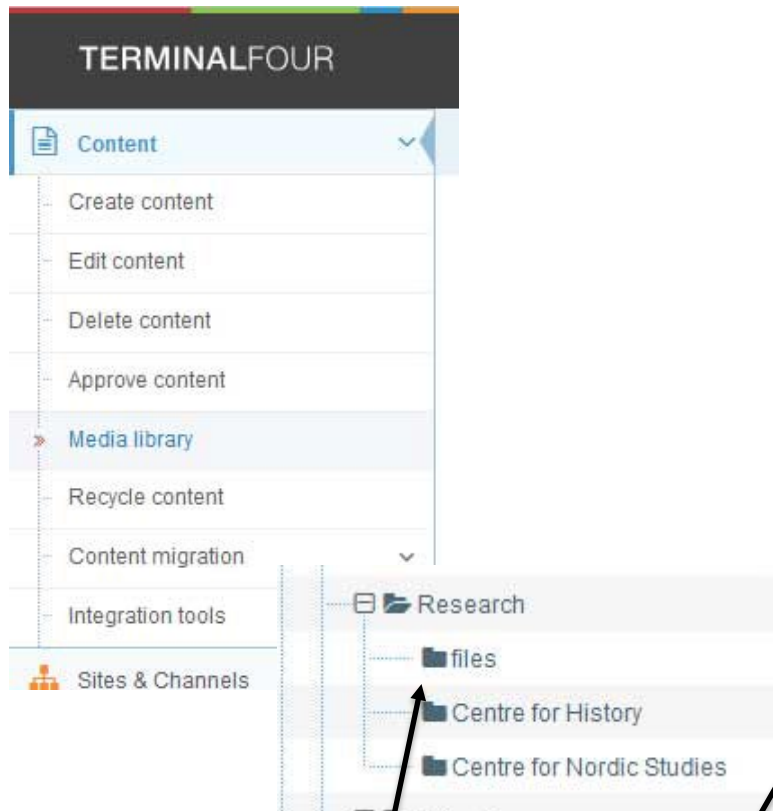 TERMINALFOUR
Content
Create content
Edit content
Delete content
Approve content
Media library
Recycle content
Content migration
Integration tools
Sites & Channels
Research
files
Centre for History
Centre for Nordic Studies